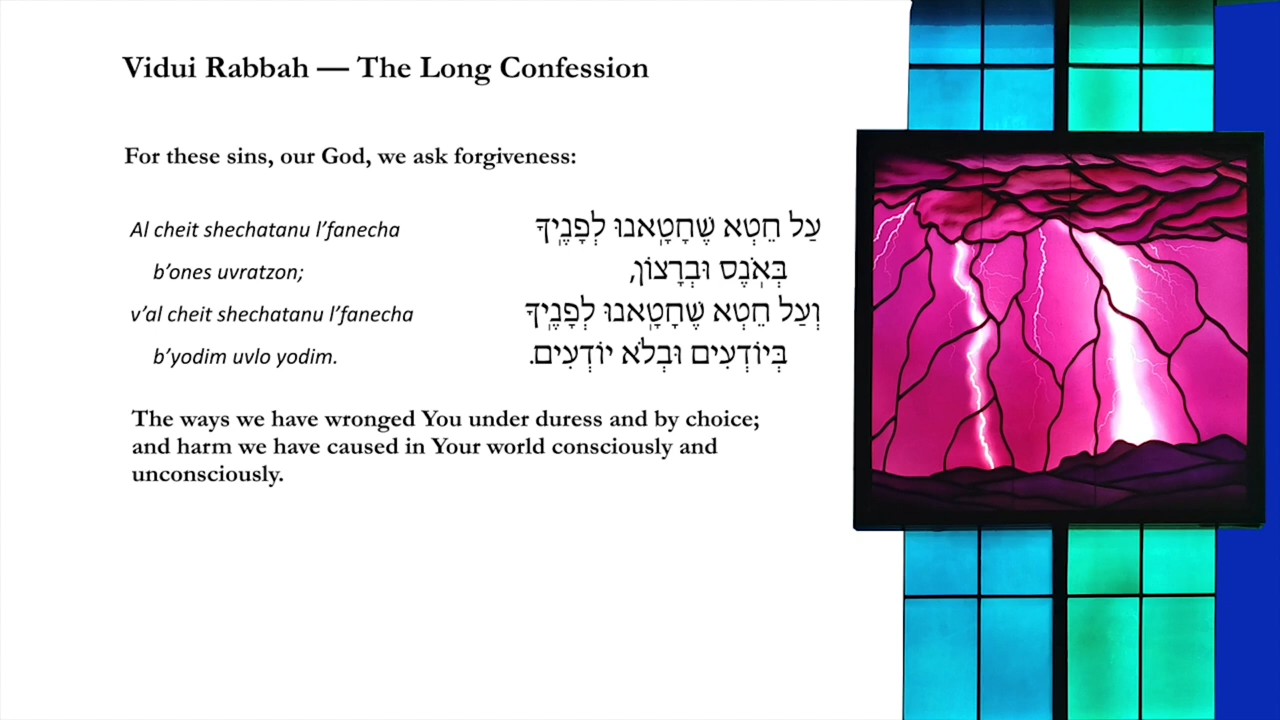 Vidui Rabbah — The Long Confession
For these sins, our God, we ask forgiveness:
Al cheit shechatanu l’fanecha
b’ones uvratzon;
v’al cheit shechatanu l’fanecha
b’yodim uvlo yodim.
עַל חֵטְא שֶׁחָטָֽאנוּ לְפָנֶֽיךָ
בְּאֹֽנֶס וּבְרָצוֹן,
וְעַל חֵטְא שֶׁחָטָֽאנוּ לְפָנֶֽיךָ
בְּיוֹדְעִים וּבְלֹא יוֹדְעִים.
The ways we have wronged You under duress and by choice;
and harm we have caused in Your world consciously and
unconsciously.